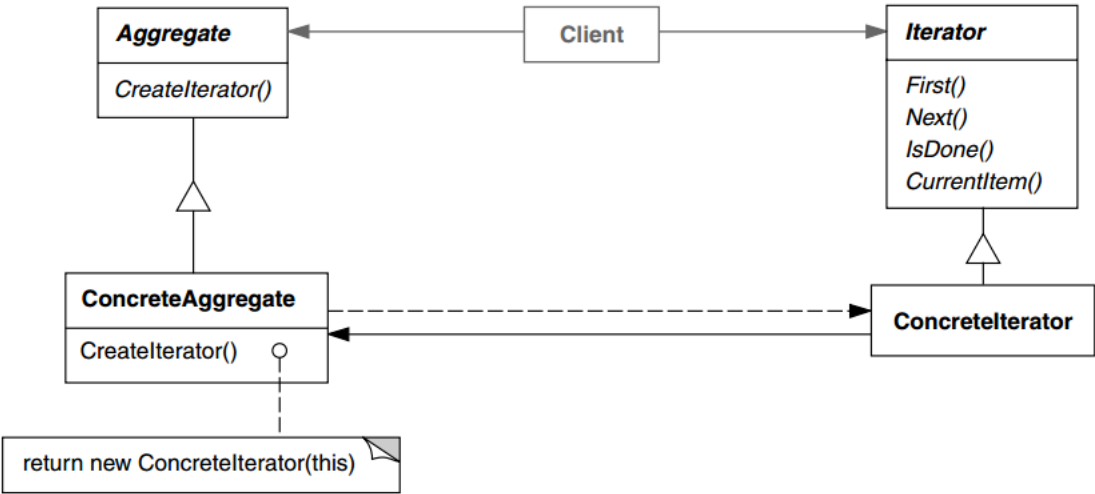 Aggregate
CreateIterator()
Client
Iterator
First()
Next()
IsDone()
CurrentItem()
ConcreteAggregate
CreateIterator()
return new ConcreteIterator(this)
ConcreteIterator